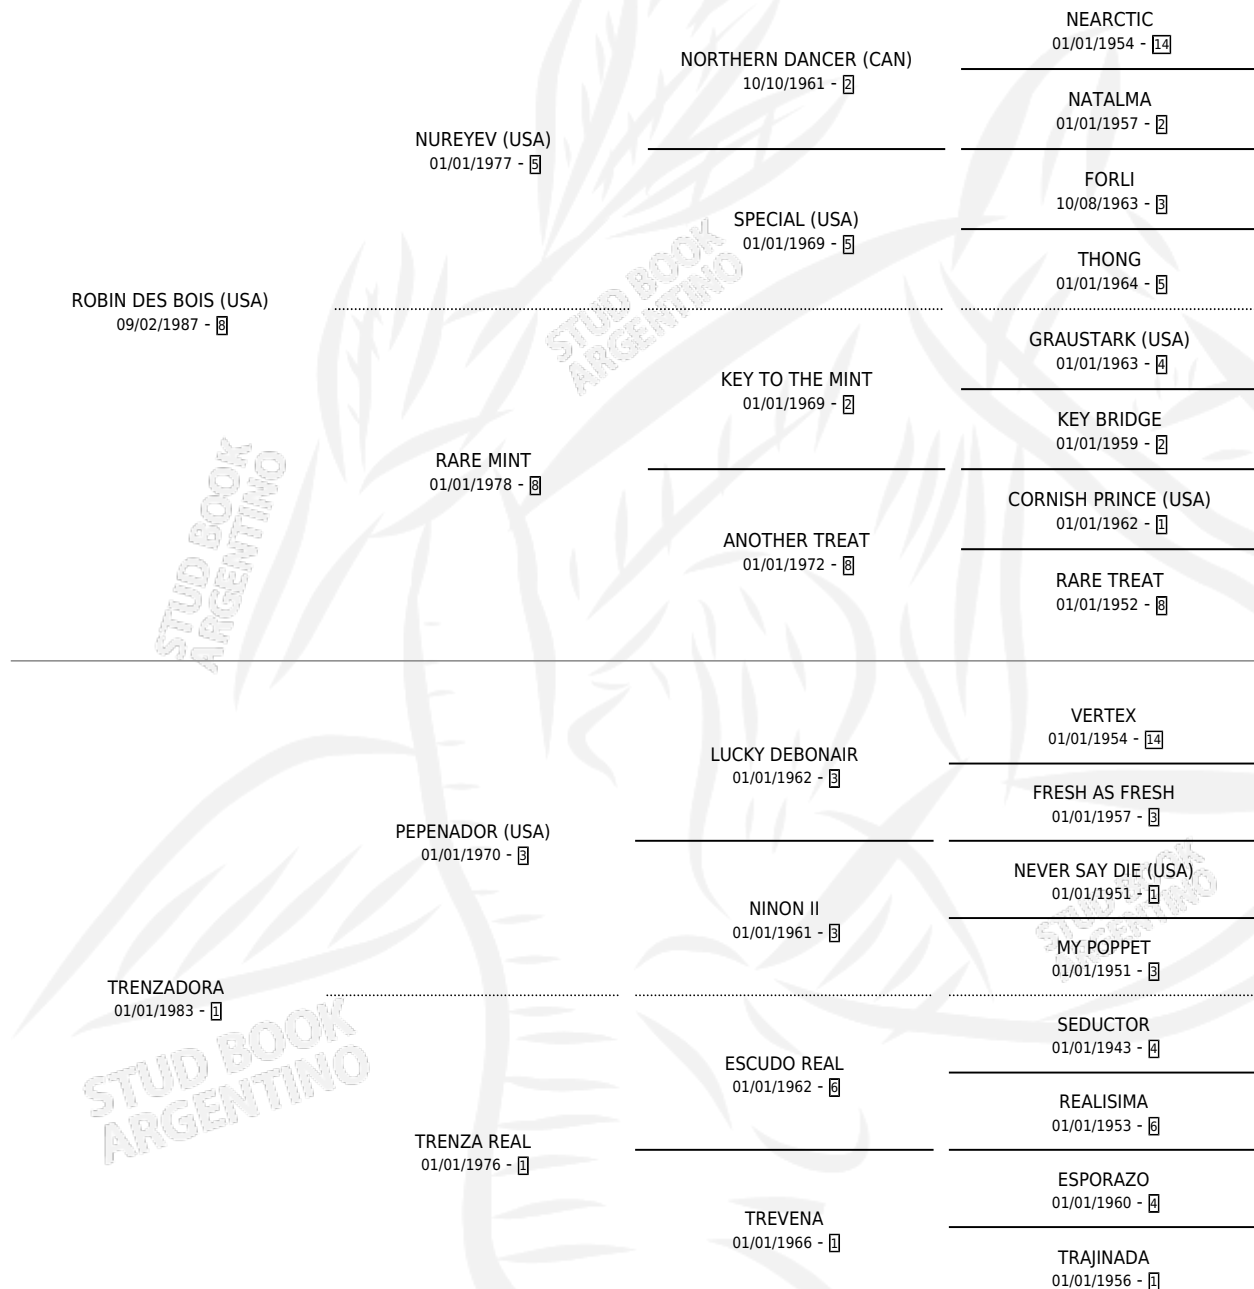 NEARCTIC
01/01/1954 - 14
NORTHERN DANCER (CAN)
10/10/1961 - 2
NATALMA
01/01/1957 - 2
NUREYEV (USA)
01/01/1977 - 5
FORLI
10/08/1963 - 3
SPECIAL (USA)
01/01/1969 - 5
THONG
01/01/1964 - 5
ROBIN DES BOIS (USA)
09/02/1987 - 8
GRAUSTARK (USA)
01/01/1963 - 4
KEY TO THE MINT
01/01/1969 - 2
KEY BRIDGE
01/01/1959 - 2
RARE MINT
01/01/1978 - 8
CORNISH PRINCE (USA)
01/01/1962 - 1
ANOTHER TREAT
01/01/1972 - 8
RARE TREAT
01/01/1952 - 8
VERTEX
01/01/1954 - 14
LUCKY DEBONAIR
01/01/1962 - 3
FRESH AS FRESH
01/01/1957 - 3
PEPENADOR (USA)
01/01/1970 - 3
NEVER SAY DIE (USA)
01/01/1951 - 1
NINON II
01/01/1961 - 3
MY POPPET
01/01/1951 - 3
TRENZADORA
01/01/1983 - 1
SEDUCTOR
01/01/1943 - 4
ESCUDO REAL
01/01/1962 - 6
REALISIMA
01/01/1953 - 6
TRENZA REAL
01/01/1976 - 1
ESPORAZO
01/01/1960 - 4
TREVENA
01/01/1966 - 1
TRAJINADA
01/01/1956 - 1
STUD BOOK
ARGENTINO
STUD BOOK
ARGENTINO
STUD BOOK
ARGENTINO
STUD BOOK
ARGENTINO